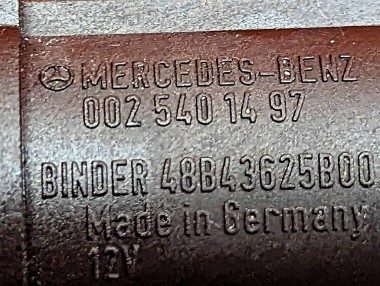 MERCEDES-BENZ
002 540 14 97
BINDER 48B43625B00
Made in Germany
12V